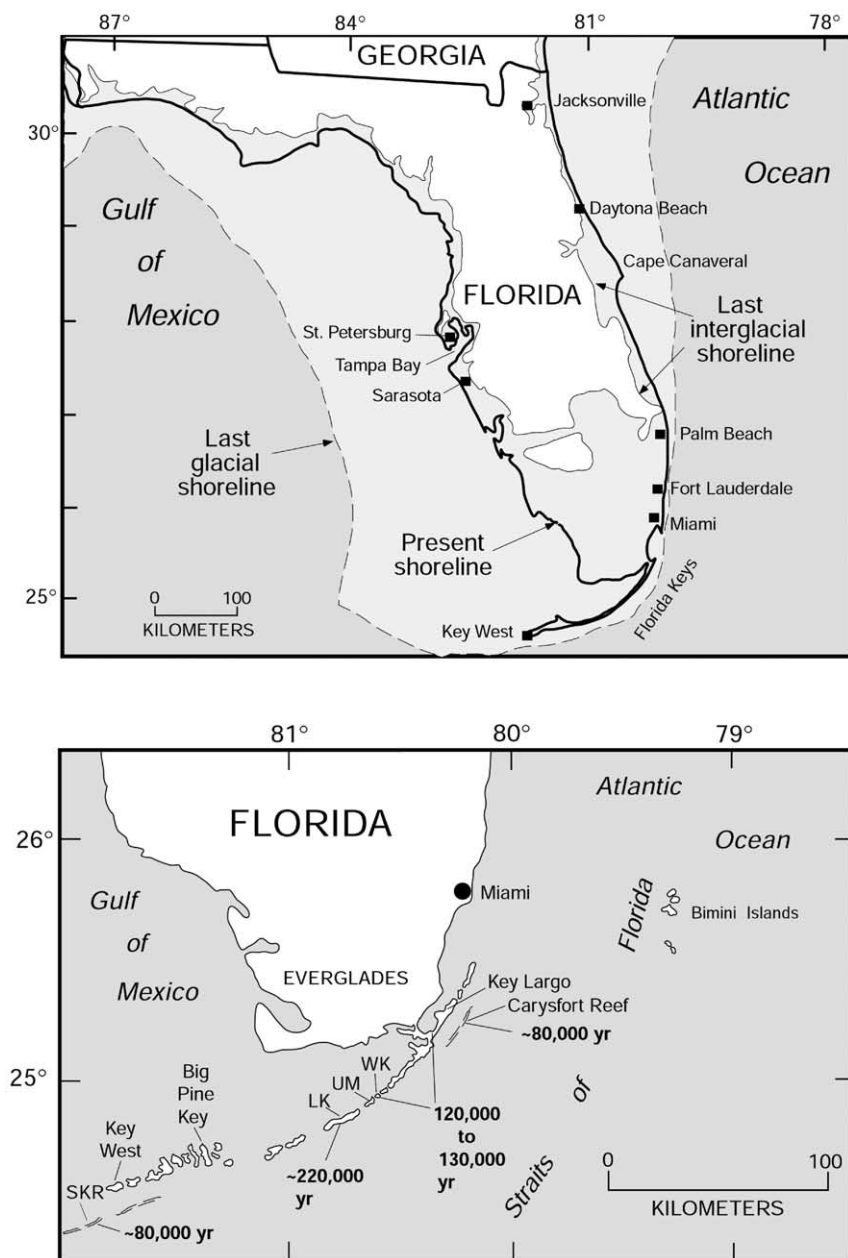 87°
84°
81°
78°
GEORGIA
Jacksonville
Atlantic
Ocean
30°
Gulf
of
Mexico
Daytona Beach
Cape Canaveral
FLORIDA
Last
interglacial
shoreline
St. Petersburg
Tampa Bay
Sarasota
Last
glacial
shoreline
Palm Beach
Fort Lauderdale
Miami
Present
shoreline
25°
0
100
KILOMETERS
Florida Keys
Key West
81°
80°
79°
Atlantic
Ocean
FLORIDA
26°
Miami
Gulf
of
Mexico
Florida
Bimini Islands
EVERGLADES
Key Largo
Carysfort Reef
~80,000 yr
25°
WK
UM
LK
Big
Pine
Key
Key
West
of
120,000
to
130,000
yr
0
100
~220,000
yr
Straits
KILOMETERS
SKR
~80,000 yr